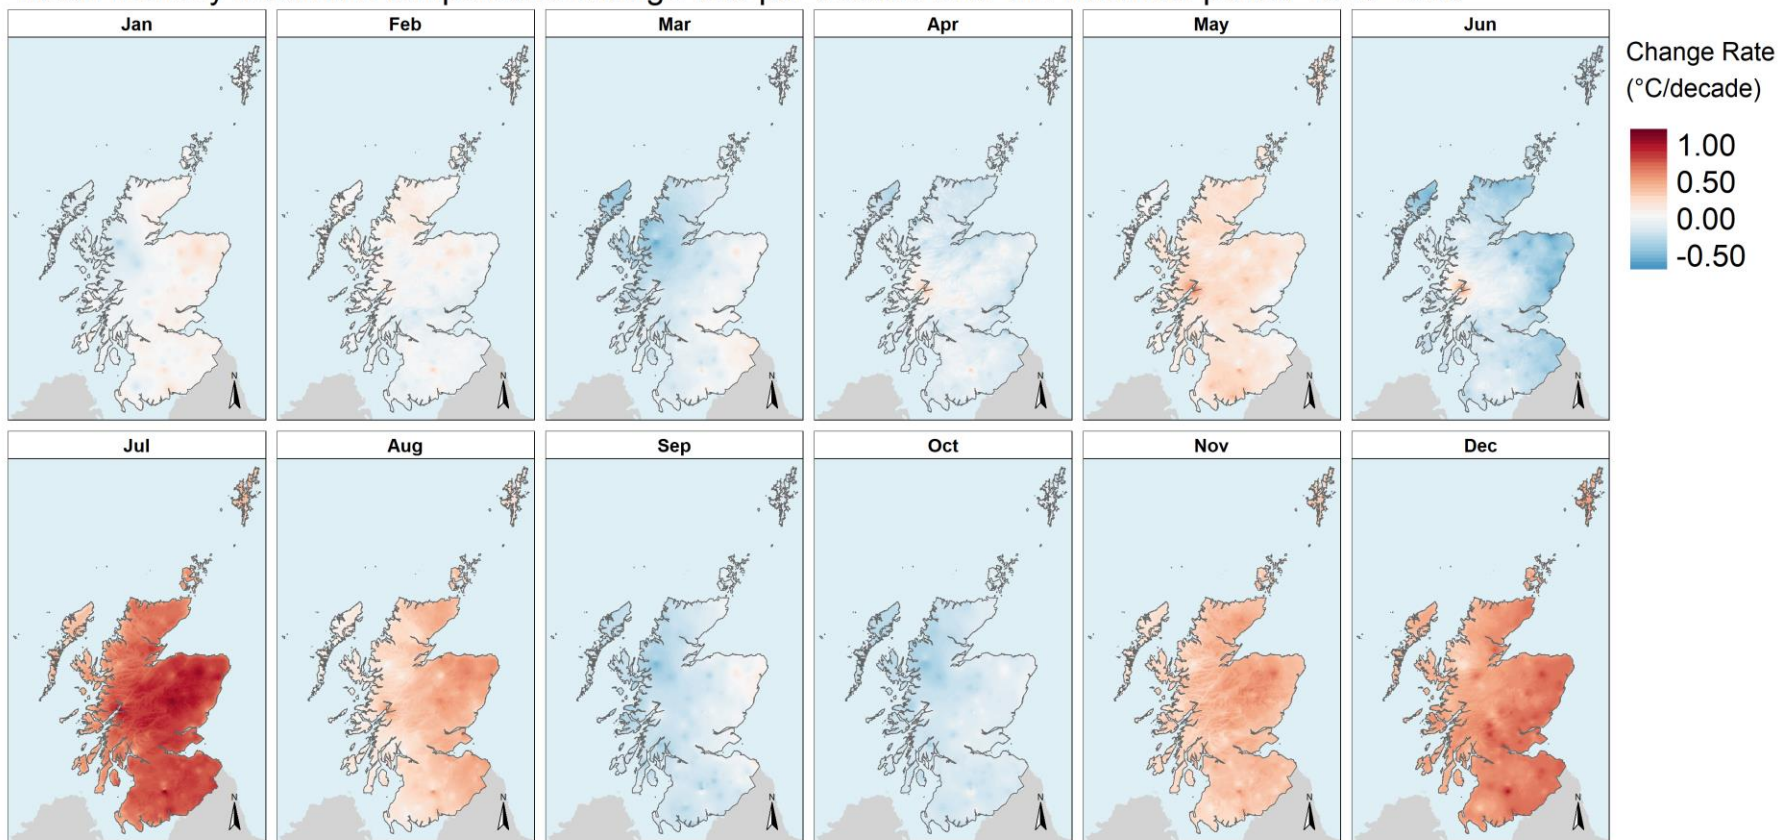 Jan
Feb
Mar
Apr
May
Jun
Change Rate
(°C/decade)
1.00
0.50
0.00
-0.50
N
N
N
N
N
N
Jul
Aug
Sep
Oct
Nov
Dec
N
N
N
N
N
N